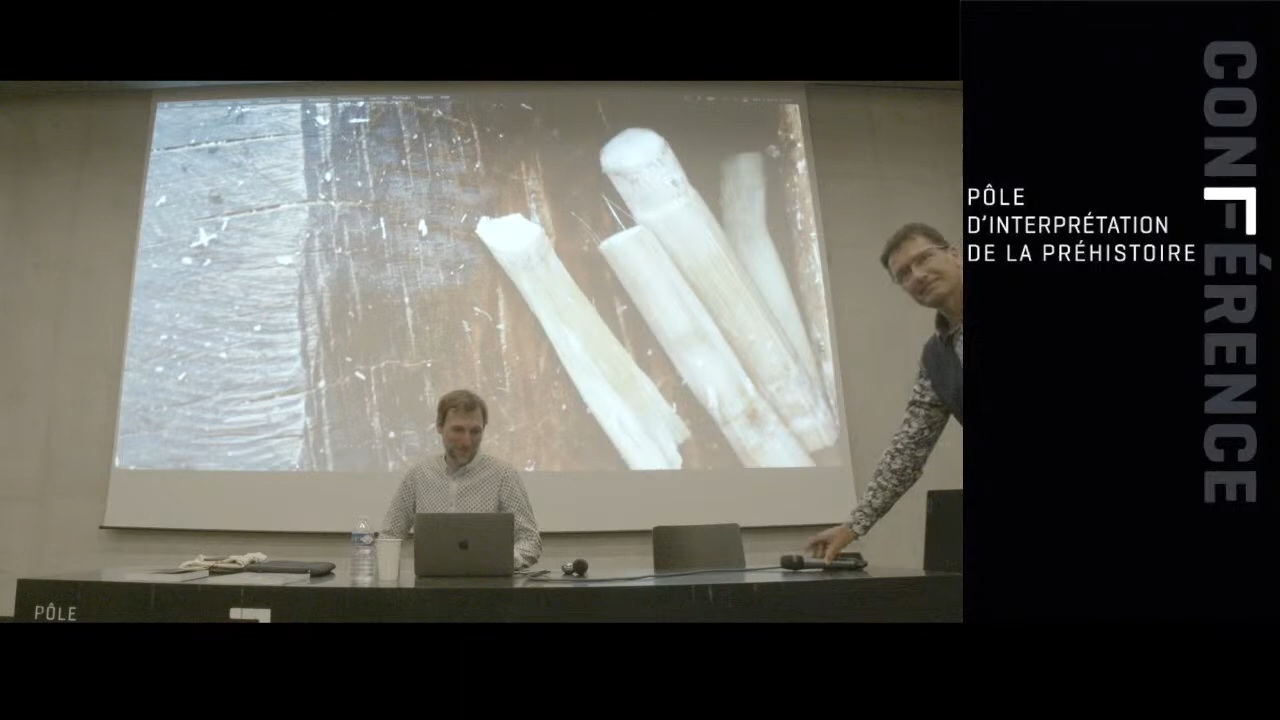 PÔLE
D'INTERPRÉTATION
DE LA PRÉHISTOIRE
CONFÉRENCE
PÔLE